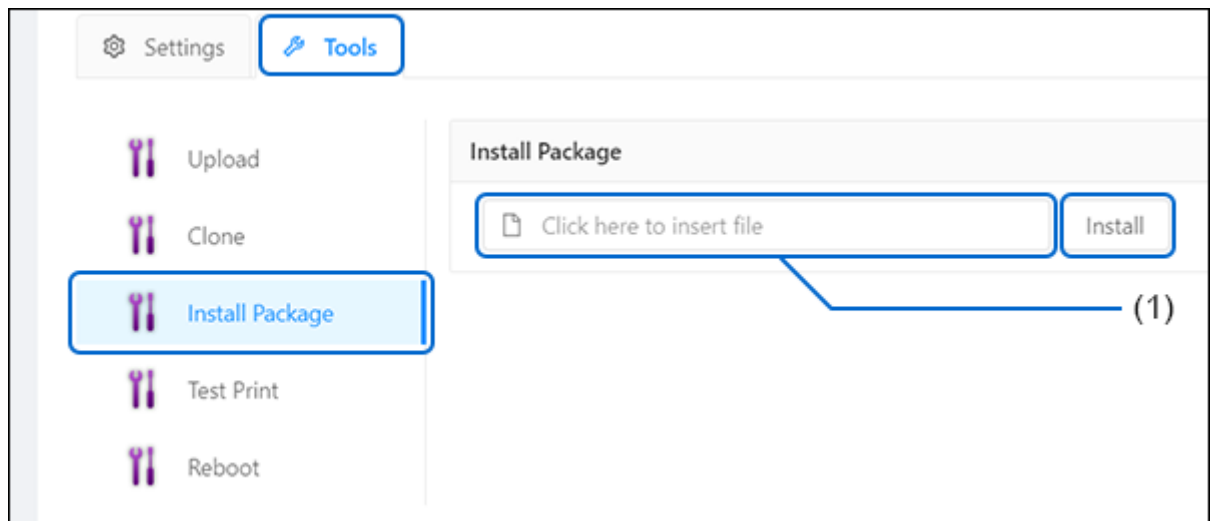 Settings
Tools
Upload
Clone
Install Package
Test Print
Reboot
Install Package
Click here to insert file
Install
(1)